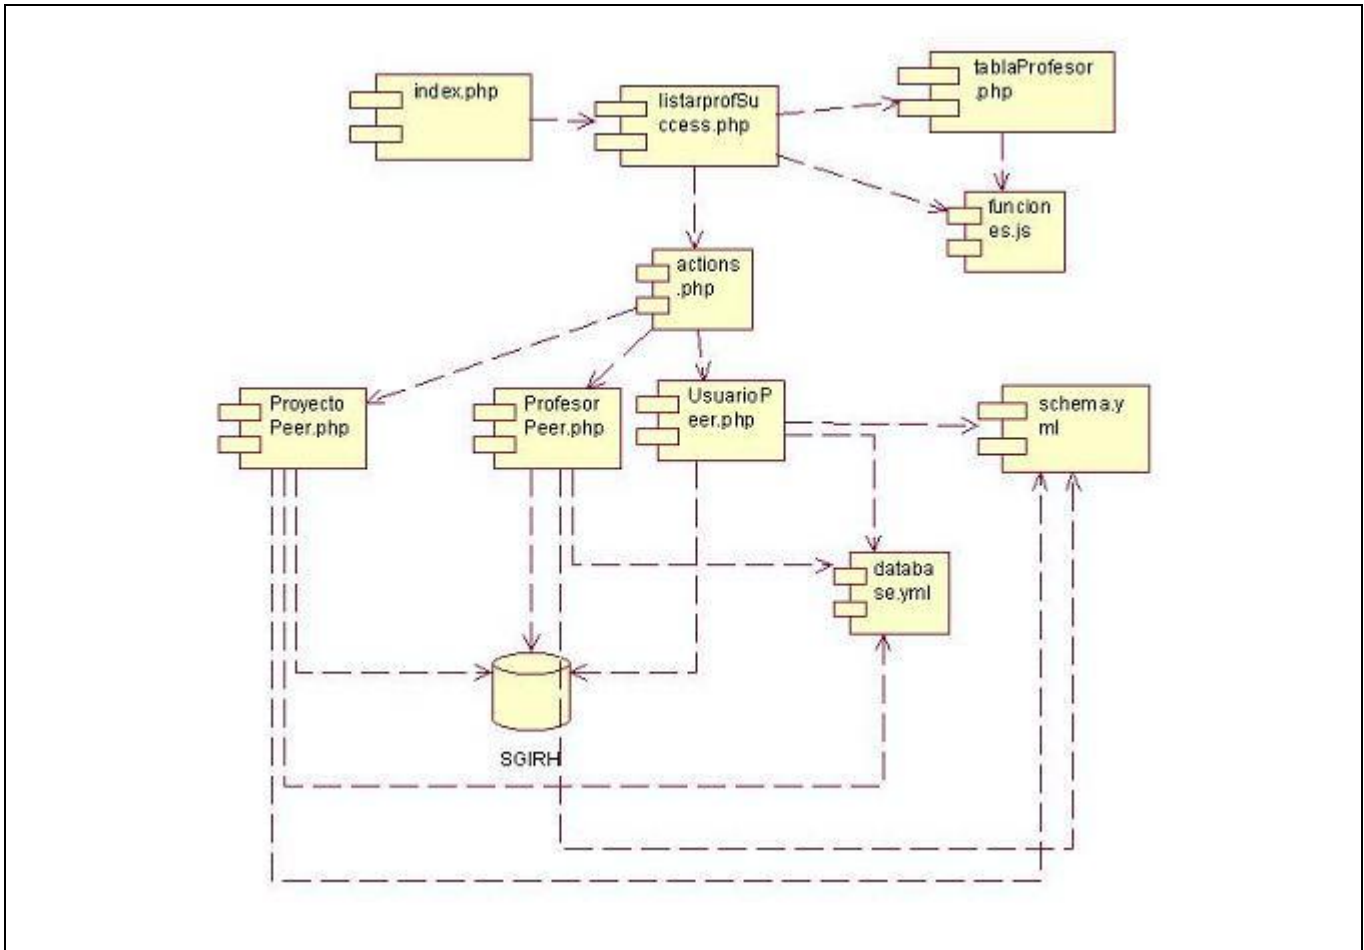 index.php
listarprofSu
ccess.php
tablaProfesor
.php
funcion
es.js
actions
.php
Proyecto
Peer.php
Profesor
Peer.php
UsuarioP
eer.php
schema.y
ml
databa
se.yml
SGIRH